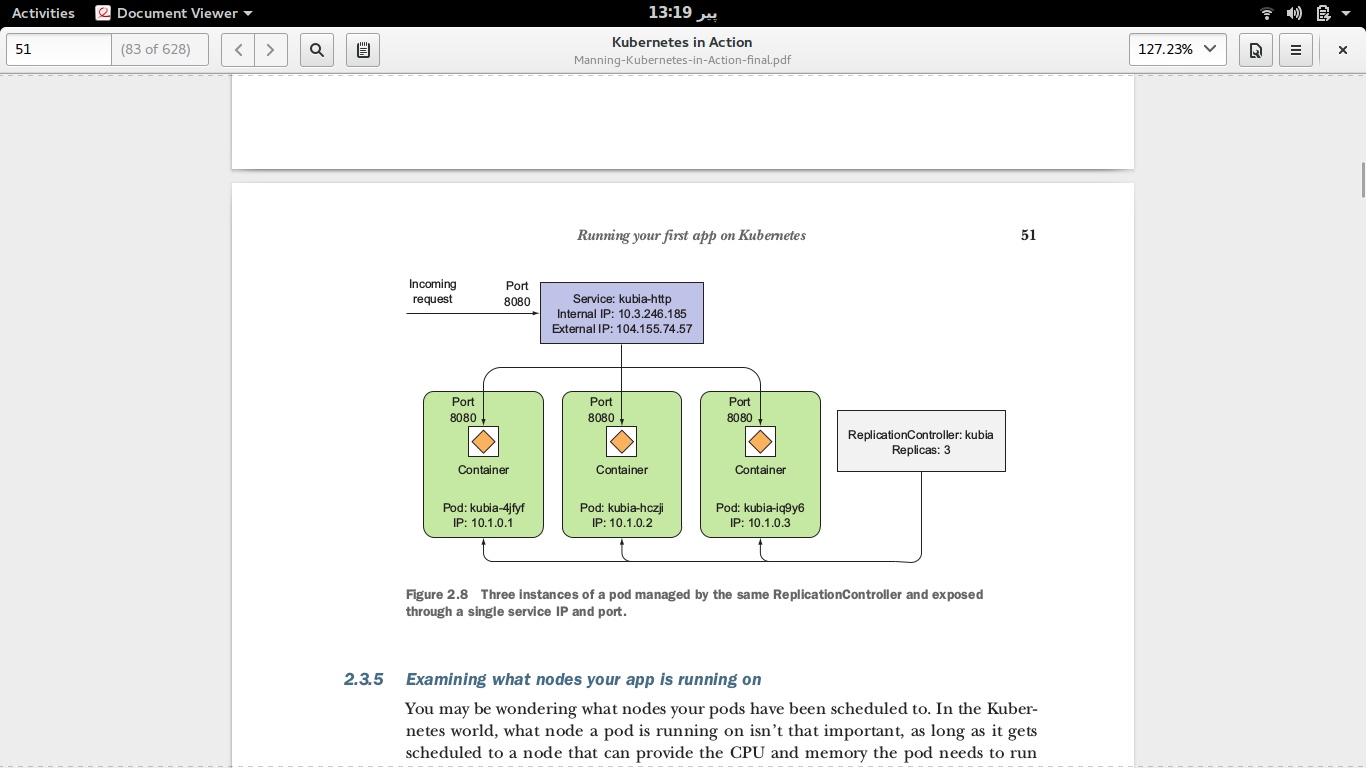 Activities
Document Viewer
13:19 پیر
51
(83 of 628)
Kubernetes in Action
Manning-Kubernetes-in-Action-final.pdf
127.23%
Running your first app on Kubernetes
51
Incoming
request
Port
8080
Service: kubia-http
Internal IP: 10.3.246.185
External IP: 104.155.74.57
Port
8080
Container
Pod: kubia-4jfyf
IP: 10.1.0.1
Port
8080
Container
Pod: kubia-hczji
IP: 10.1.0.2
Port
8080
Container
Pod: kubia-iq9y6
IP: 10.1.0.3
ReplicationController: kubia
Replicas: 3
Figure 2.8 Three instances of a pod managed by the same ReplicationController and exposed
through a single service IP and port.
2.3.5 Examining what nodes your app is running on
You may be wondering what nodes your pods have been scheduled to. In the Kuber-
netes world, what node a pod is running on isn’t that important, as long as it gets
scheduled to a node that can provide the CPU and memory the pod needs to run